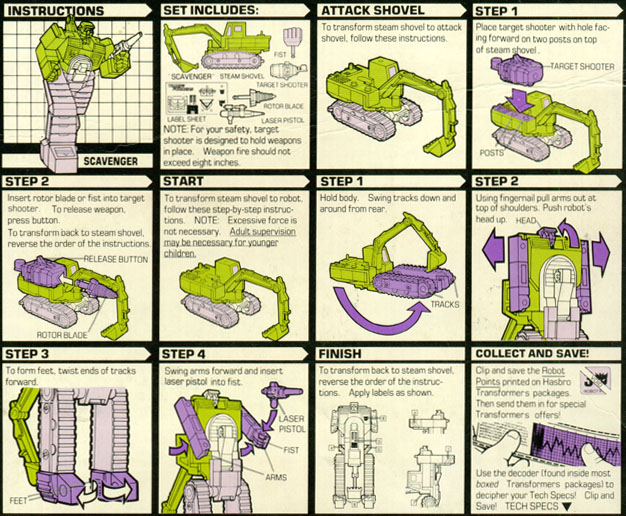 INSTRUCTIONS
SCAVENGER
SET INCLUDES:
FIST
SCAVENGER STEAM SHOVEL
TARGET SHOOTER
ROTOR BLADE
LABEL SHEET
LASER PISTOL
NOTE: For your safety, target
shooter is designed to hold weapons
in place. Weapon fire should not
exceed eight inches.
ATTACK SHOVEL
To transform steam shovel to attack
shovel, follow these instructions.
STEP 1
Place target shooter with hole fac-
ing forward on two posts on top
of steam shovel.
TARGET SHOOTER
POSTS
STEP 2
Insert rotor blade or fist into target
shooter. To release weapon,
press button.
To transform back to steam shovel,
reverse the order of the instructions.
RELEASE BUTTON
ROTOR BLADE
START
To transform steam shovel to robot,
follow these step-by-step instruc-
tions. NOTE: Excessive force is
not necessary. Adult supervision
may be necessary for younger
children.
STEP 1
Hold body. Swing tracks down and
around from rear.
TRACKS
STEP 2
Using fingernail pull arms out at
top of shoulders. Push robot's
head up.
HEAD
STEP 3
To form feet, twist ends of tracks
forward.
FEET
STEP 4
Swing arms forward and insert
laser pistol into fist.
LASER
PISTOL
FIST
ARMS
FINISH
To transform back to steam shovel,
reverse the order of the instruc-
tions. Apply labels as shown.
COLLECT AND SAVE!
Clip and save the Robot
Points printed on Hasbro
Transformers packages.
Then send them in for special
Transformers offers!
Use the decoder (found inside most
boxed Transformers packages) to
decipher your Tech Specs! Clip and
Save! TECH SPECS ▼